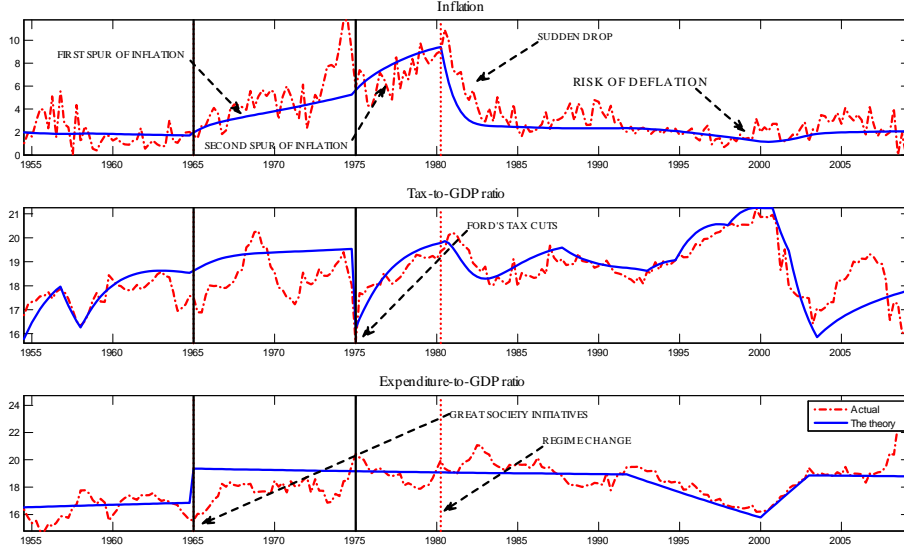 Inflation
10
8
6
4
2
0
FIRST SPUR OF INFLATION
SECOND SPUR OF INFLATION
SUDDEN DROP
RISK OF DEFLATION
1955 1960 1965 1970 1975 1980 1985 1990 1995 2000 2005
Tax-to-GDP ratio
21
20
19
18
17
16
FORD'S TAX CUTS
1955 1960 1965 1970 1975 1980 1985 1990 1995 2000 2005
Expenditure-to-GDP ratio
24
22
20
18
16
GREAT SOCIETY INITIATIVES
REGIME CHANGE
Actual
The theory
1955 1960 1965 1970 1975 1980 1985 1990 1995 2000 2005